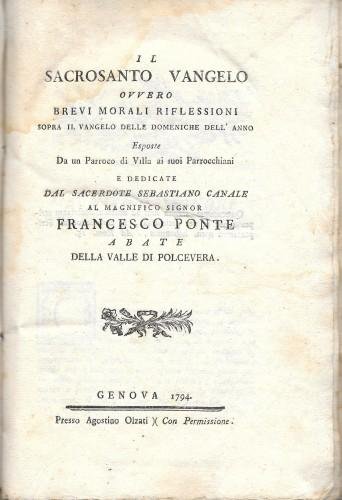 IL
SACROSANTO VANGELO
OVVERO
BREVI MORALI RIFLESSIONI
SOPRA IL VANGELO DELLE DOMENICHE DELL' ANNO
Esposte
Da un Parroco di Villa ai suoi Parrocchiani
E DEDICATE
DAL SACERDOTE SEBASTIANO CANALE
AL MAGNIFICO SIGNOR
FRANCESCO PONTE
ABATE
DELLA VALLE DI POLCEVERA.
GENOVA 1794.
Presso Agostino Olzati )( Con Permissione.